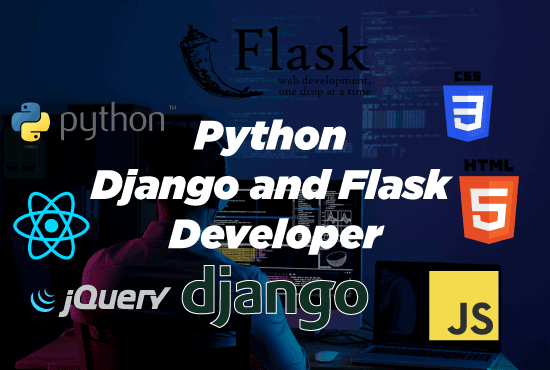 Flask
web development,
one drop at a time
CSS
3
python™
HTML
5
Python
Django and Flask
Developer
jQuery
django
JS